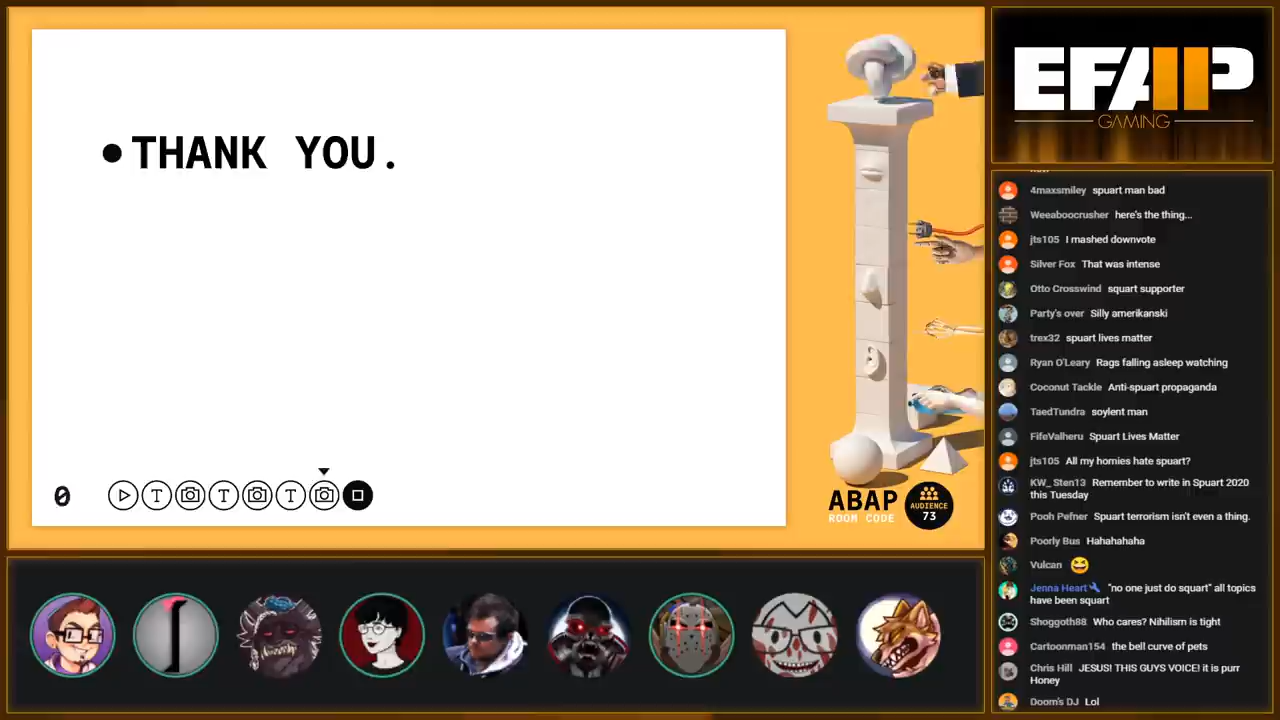 •THANK YOU.
0
T
T
T
ABAP
ROOM CODE
AUDIENCE
73
EFAP
GAMING
4maxsmiley spuart man bad
Weeaboocrusher here's the thing...
jts105 I mashed downvote
Silver Fox That was intense
Otto Crosswind squart supporter
Party's over Silly amerikanski
trex32 spuart lives matter
Ryan O'Leary Rags falling asleep watching
Coconut Tackle Anti-spuart propaganda
TaedTundra soylent man
FifeValheru Spuart Lives Matter
jts105 All my homies hate spuart?
KW_Sten13 Remember to write in Spuart 2020
this Tuesday
Pooh Pefner Spuart terrorism isn't even a thing.
Poorly Bus Hahahahaha
Vulcan 😆
Jenna Heart🔧 "no one just do squart" all topics
have been squart
Shoggoth88 Who cares? Nihilism is tight
Cartoonman154 the bell curve of pets
Chris Hill JESUS! THIS GUYS VOICE! it is purr
Honey
Doom's DJ Lol